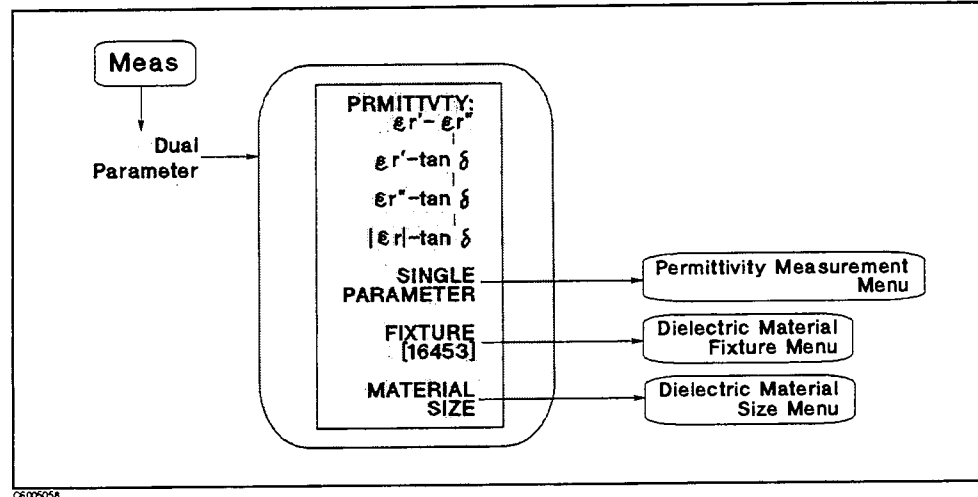 Meas
Dual
Parameter
PRMITTVTY:
εr'-εr"
εr'-tan δ
εr"-tan δ
|εr|-tan δ
SINGLE
PARAMETER
FIXTURE
[16453]
MATERIAL
SIZE
Permittivity Measurement
Menu
Dielectric Material
Fixture Menu
Dielectric Material
Size Menu
C6005058